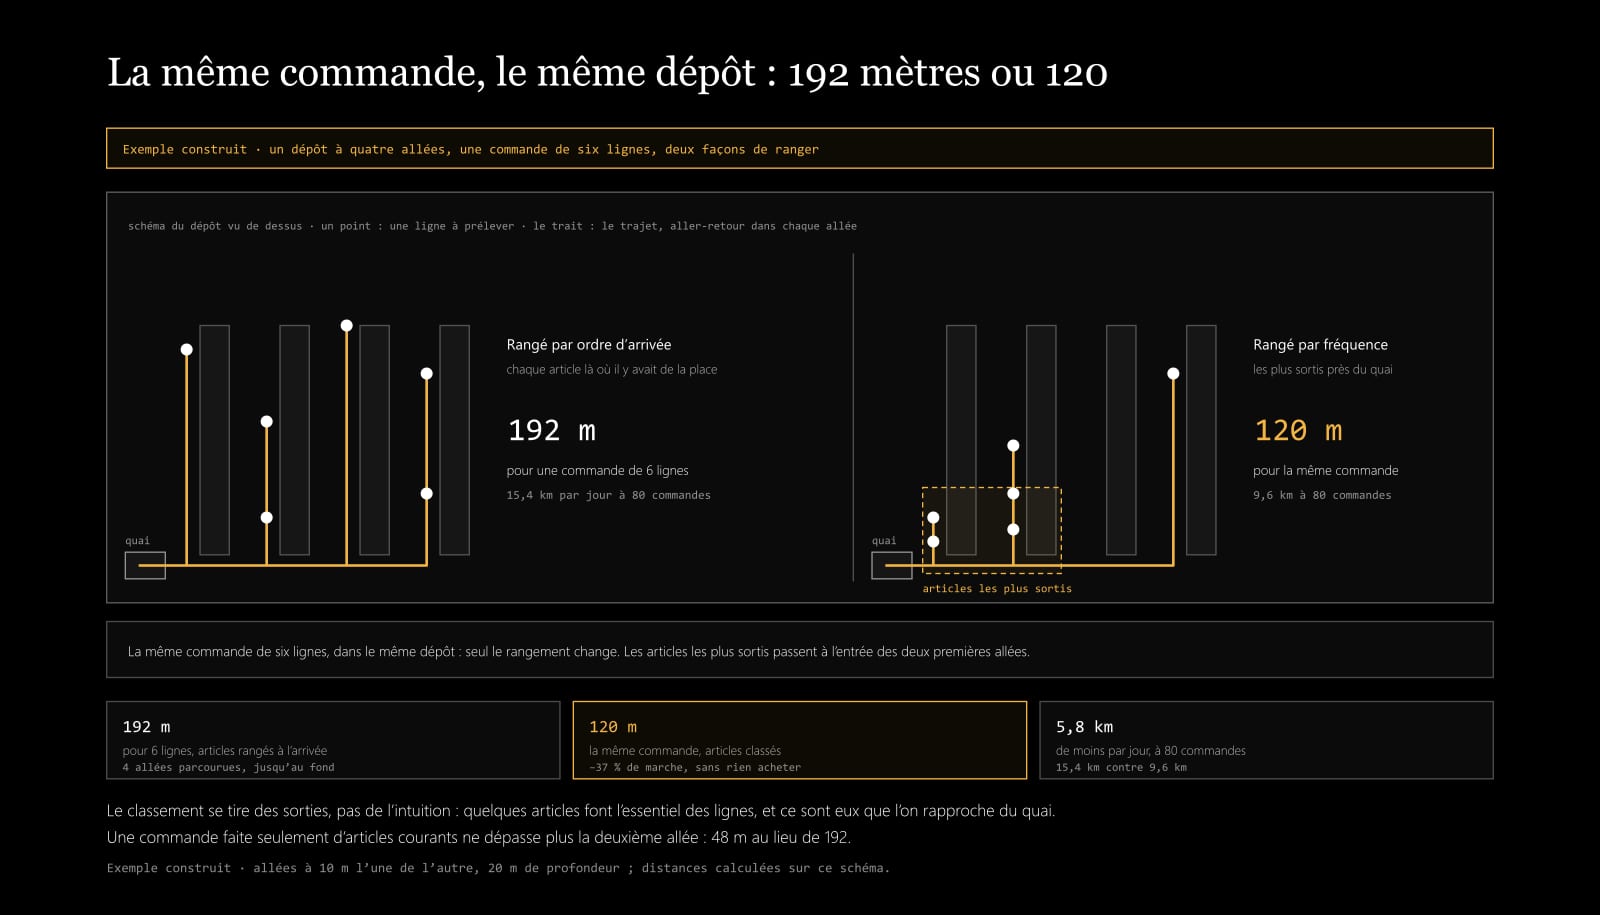 La même commande, le même dépôt : 192 mètres ou 120
Exemple construit · un dépôt à quatre allées, une commande de six lignes, deux façons de ranger
schéma du dépôt vu de dessus · un point : une ligne à prélever · le trait : le trajet, aller-retour dans chaque allée
Rangé par ordre d’arrivée
chaque article là où il y avait de la place
192 m
pour une commande de 6 lignes
15,4 km par jour à 80 commandes
quai
Rangé par fréquence
les plus sortis près du quai
120 m
pour la même commande
9,6 km à 80 commandes
quai
articles les plus sortis
La même commande de six lignes, dans le même dépôt : seul le rangement change. Les articles les plus sortis passent à l’entrée des deux premières allées.
192 m
pour 6 lignes, articles rangés à l’arrivée
4 allées parcourues, jusqu’au fond
120 m
la même commande, articles classés
−37 % de marche, sans rien acheter
5,8 km
de moins par jour, à 80 commandes
15,4 km contre 9,6 km
Le classement se tire des sorties, pas de l’intuition : quelques articles font l’essentiel des lignes, et ce sont eux que l’on rapproche du quai.
Une commande faite seulement d’articles courants ne dépasse plus la deuxième allée : 48 m au lieu de 192.
Exemple construit · allées à 10 m l’une de l’autre, 20 m de profondeur ; distances calculées sur ce schéma.